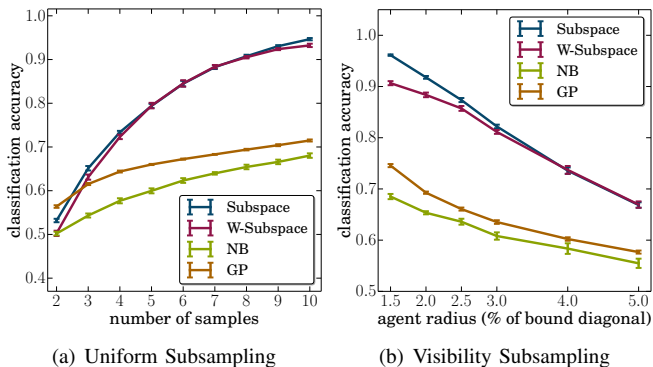 classification accuracy
1.0
0.9
0.8
0.7
0.6
0.5
0.4
2 3 4 5 6 7 8 9 10
number of samples
Subspace
W-Subspace
NB
GP
(a) Uniform Subsampling
classification accuracy
1.0
0.9
0.8
0.7
0.6
0.5
1.5 2.0 2.5 3.0 4.0 5.0
agent radius (% of bound diagonal)
Subspace
W-Subspace
NB
GP
(b) Visibility Subsampling